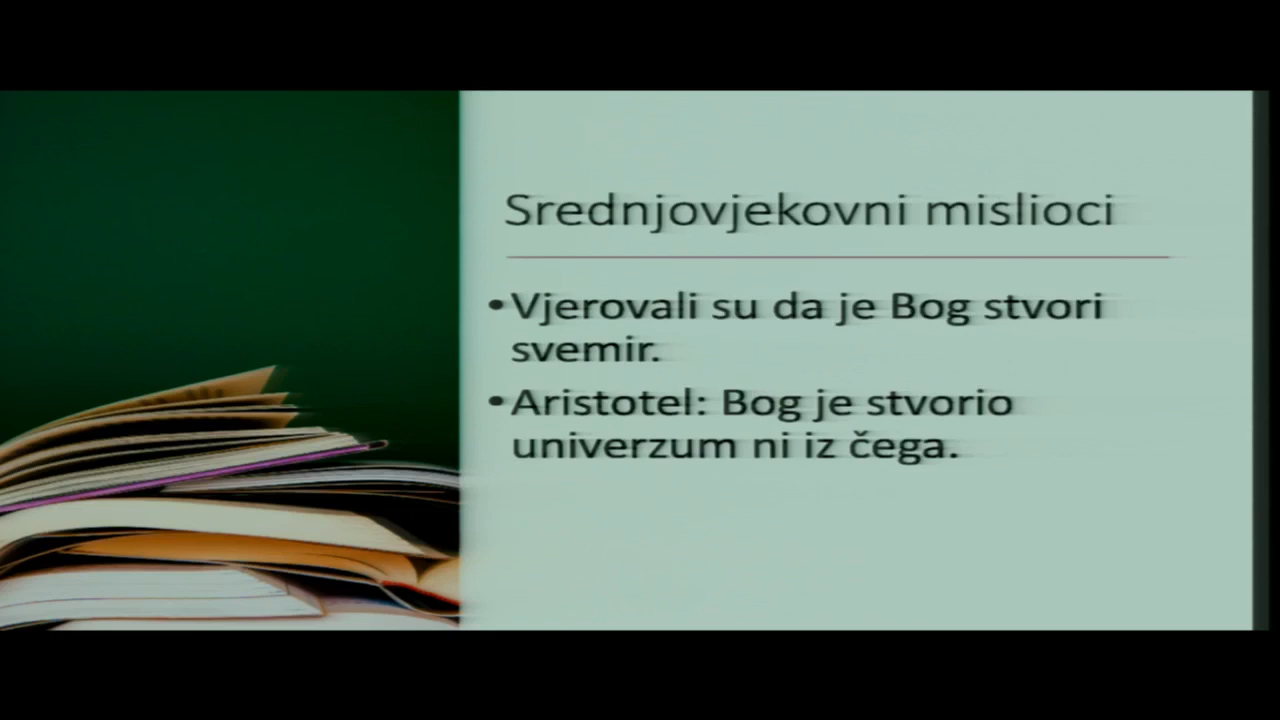 Srednjovjekovni mislioci
•Vjerovali su da je Bog stvori
svemir.
•Aristotel: Bog je stvorio
univerzum ni iz čega.